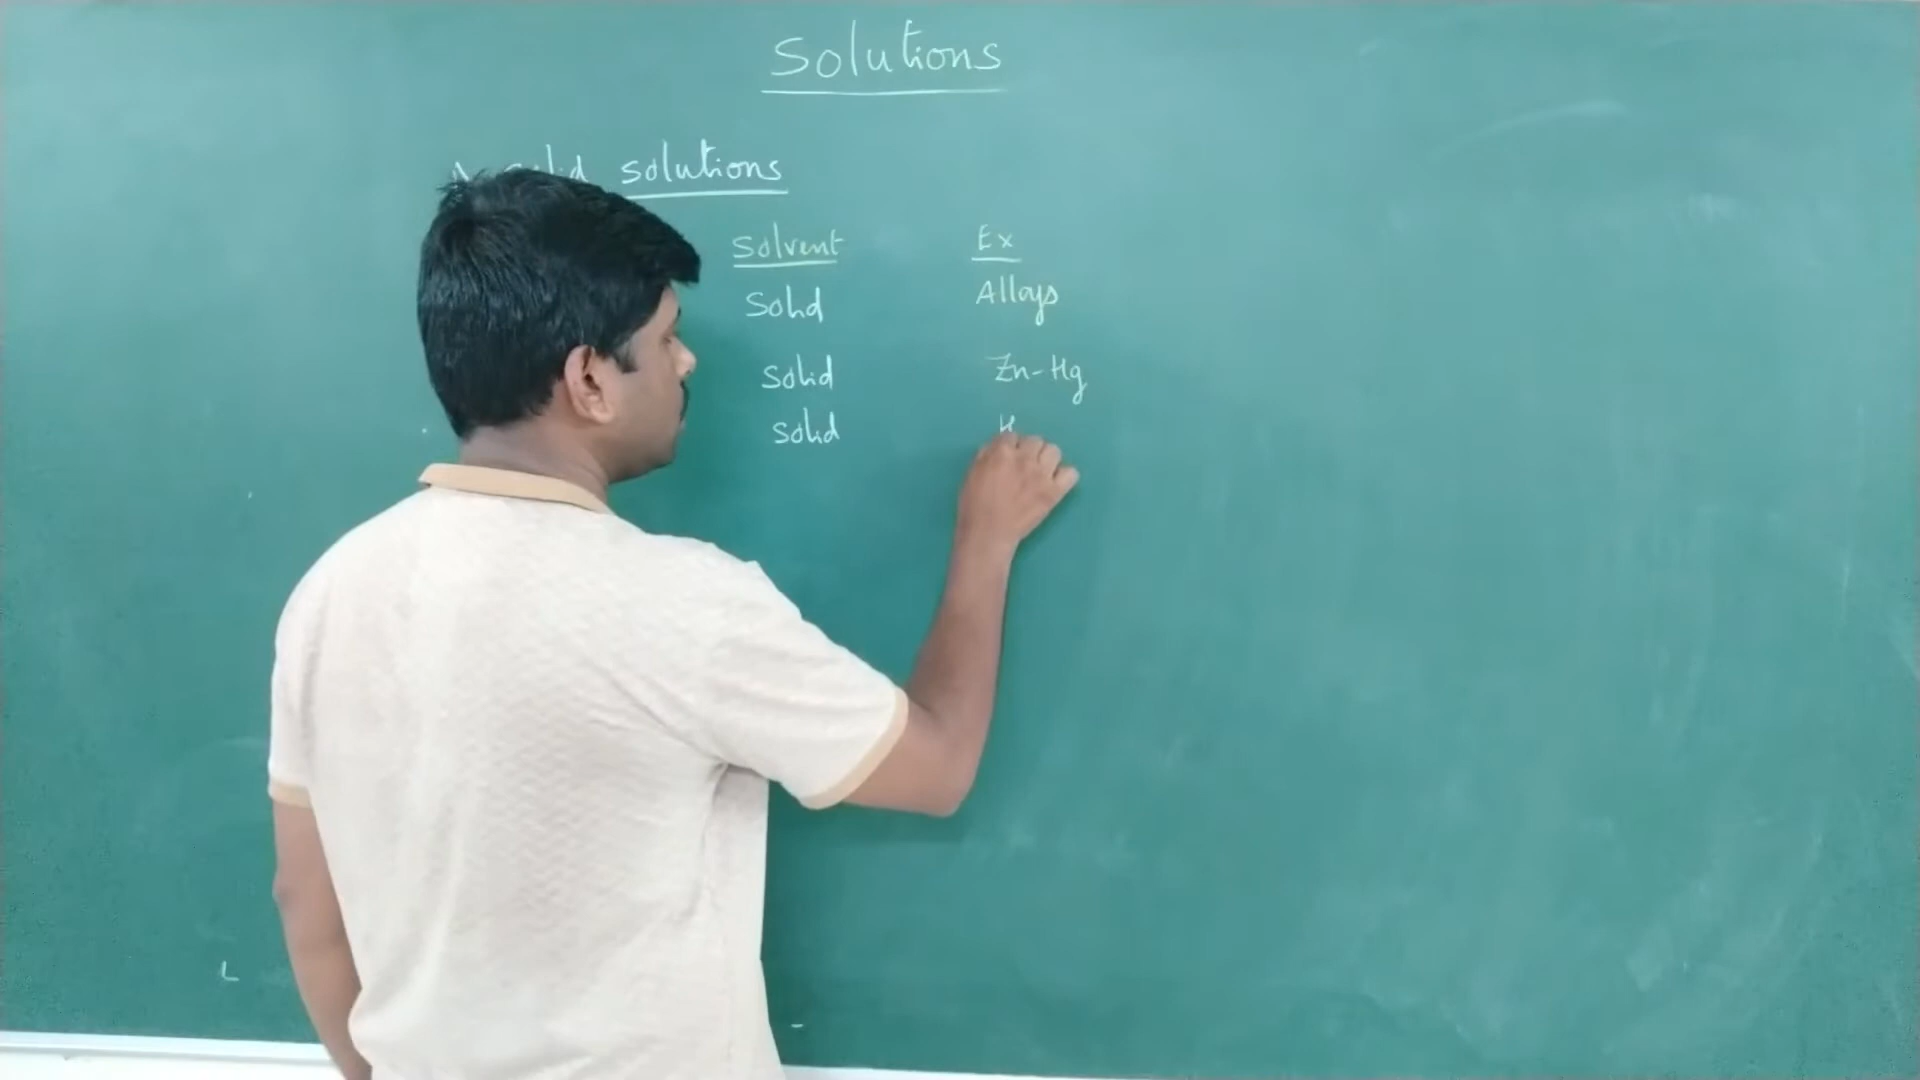 Solutions
solid solutions
Solvent Ex
Solid Alloys
Solid Zn-Hg
Solid H